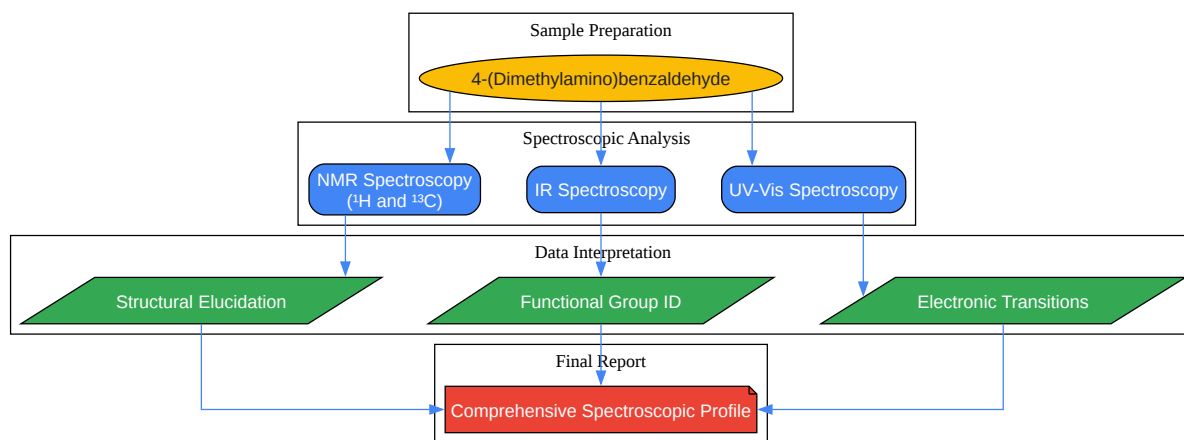 Sample Preparation
4-(Dimethylamino)benzaldehyde
Spectroscopic Analysis
NMR Spectroscopy
(¹H and ¹³C)
IR Spectroscopy
UV-Vis Spectroscopy
Data Interpretation
Structural Elucidation
Functional Group ID
Electronic Transitions
Final Report
Comprehensive Spectroscopic Profile